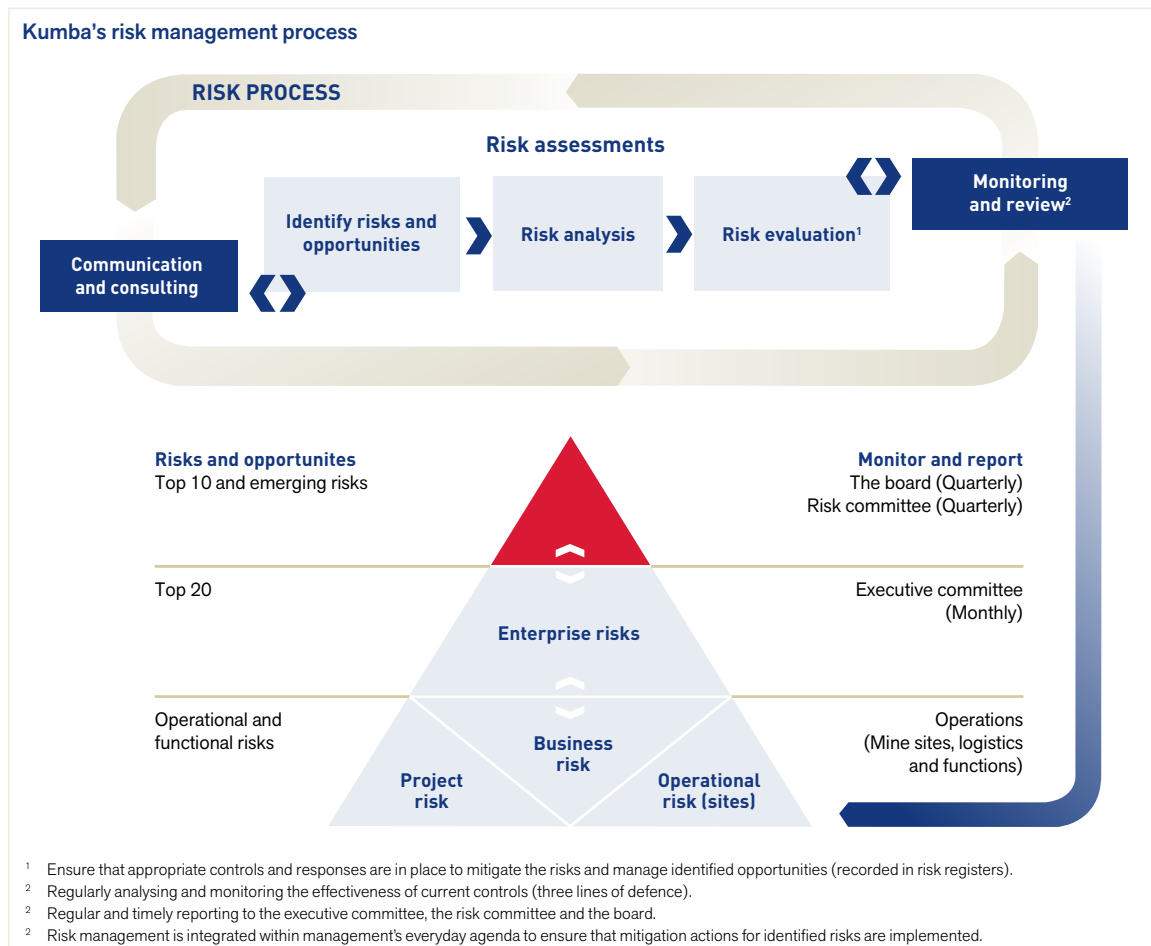 Kumba’s risk management process
RISK PROCESS
Risk assessments
Identify risks and
opportunities
Risk analysis
Risk evaluation¹
Monitoring
and review²
Communication
and consulting
Risks and opportunites
Top 10 and emerging risks
Monitor and report
The board (Quarterly)
Risk committee (Quarterly)
Top 20
Executive committee
(Monthly)
Enterprise risks
Operational and
functional risks
Operations
(Mine sites, logistics
and functions)
Business
risk
Project
risk
Operational
risk (sites)
¹ Ensure that appropriate controls and responses are in place to mitigate the risks and manage identified opportunities (recorded in risk registers).
² Regularly analysing and monitoring the effectiveness of current controls (three lines of defence).
² Regular and timely reporting to the executive committee, the risk committee and the board.
² Risk management is integrated within management’s everyday agenda to ensure that mitigation actions for identified risks are implemented.